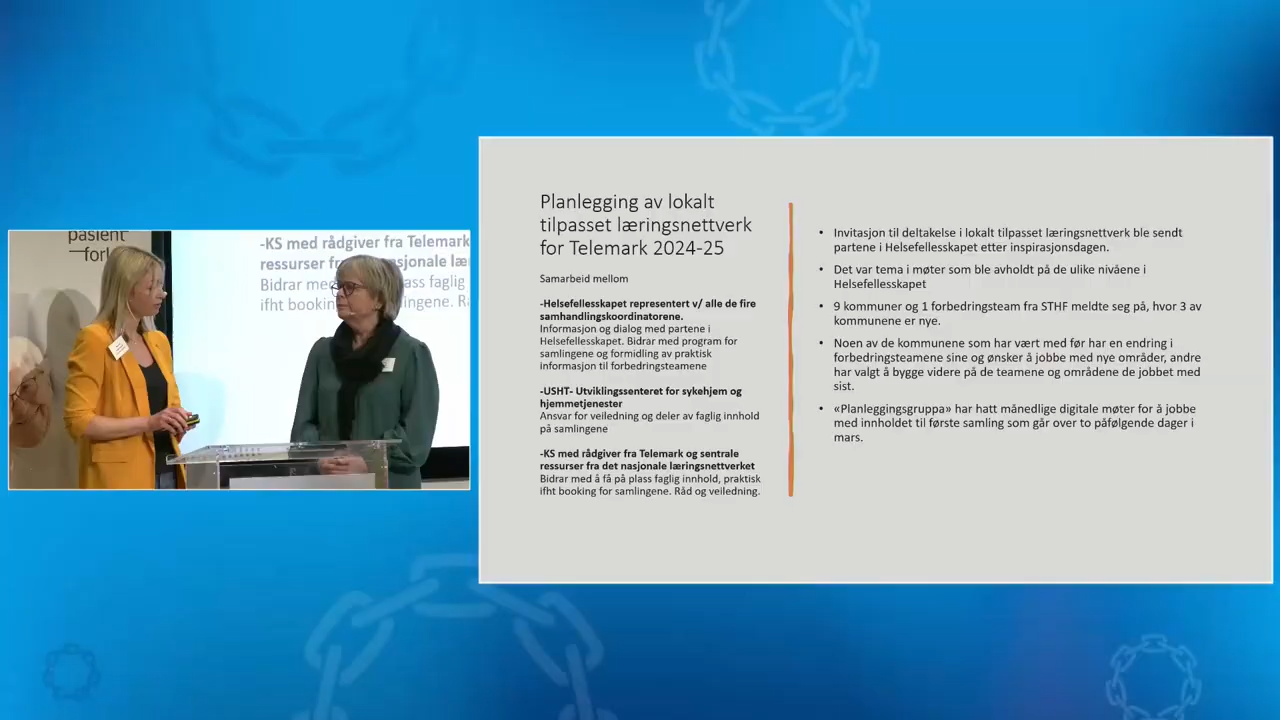 pasient
forl
-KS med rådgiver fra Telemark
ressurser fra
sjonale læ
Bidrar med
plass faglig
ifht booking
samlingene. Rå
Planlegging av lokalt
tilpasset læringsnettverk
for Telemark 2024-25
Samarbeid mellom
-Helsefellesskapet representert v/ alle de fire
samhandlingskoordinatorene.
Informasjon og dialog med partene i
Helsefellesskapet. Bidrar med program for
samlingene og formidling av praktisk
informasjon til forbedringsteamene
-USHT- Utviklingssenteret for sykehjem og
hjemmetjenester
Ansvar for veiledning og deler av faglig innhold
på samlingene
-KS med rådgiver fra Telemark og sentrale
ressurser fra det nasjonale læringsnettverket
Bidrar med å få på plass faglig innhold, praktisk
ifht booking for samlingene. Råd og veiledning.
• Invitasjon til deltakelse i lokalt tilpasset læringsnettverk ble sendt
partene i Helsefellesskapet etter inspirasjonsdagen.
• Det var tema i møter som ble avholdt på de ulike nivåene i
Helsefellesskapet
• 9 kommuner og 1 forbedringsteam fra STHF meldte seg på, hvor 3 av
kommunene er nye.
• Noen av de kommunene som har vært med før har en endring i
forbedringsteamene sine og ønsker å jobbe med nye områder, andre
har valgt å bygge videre på de teamene og områdene de jobbet med
sist.
• «Planleggingsgruppa» har hatt månedlige digitale møter for å jobbe
med innholdet til første samling som går over to påfølgende dager i
mars.